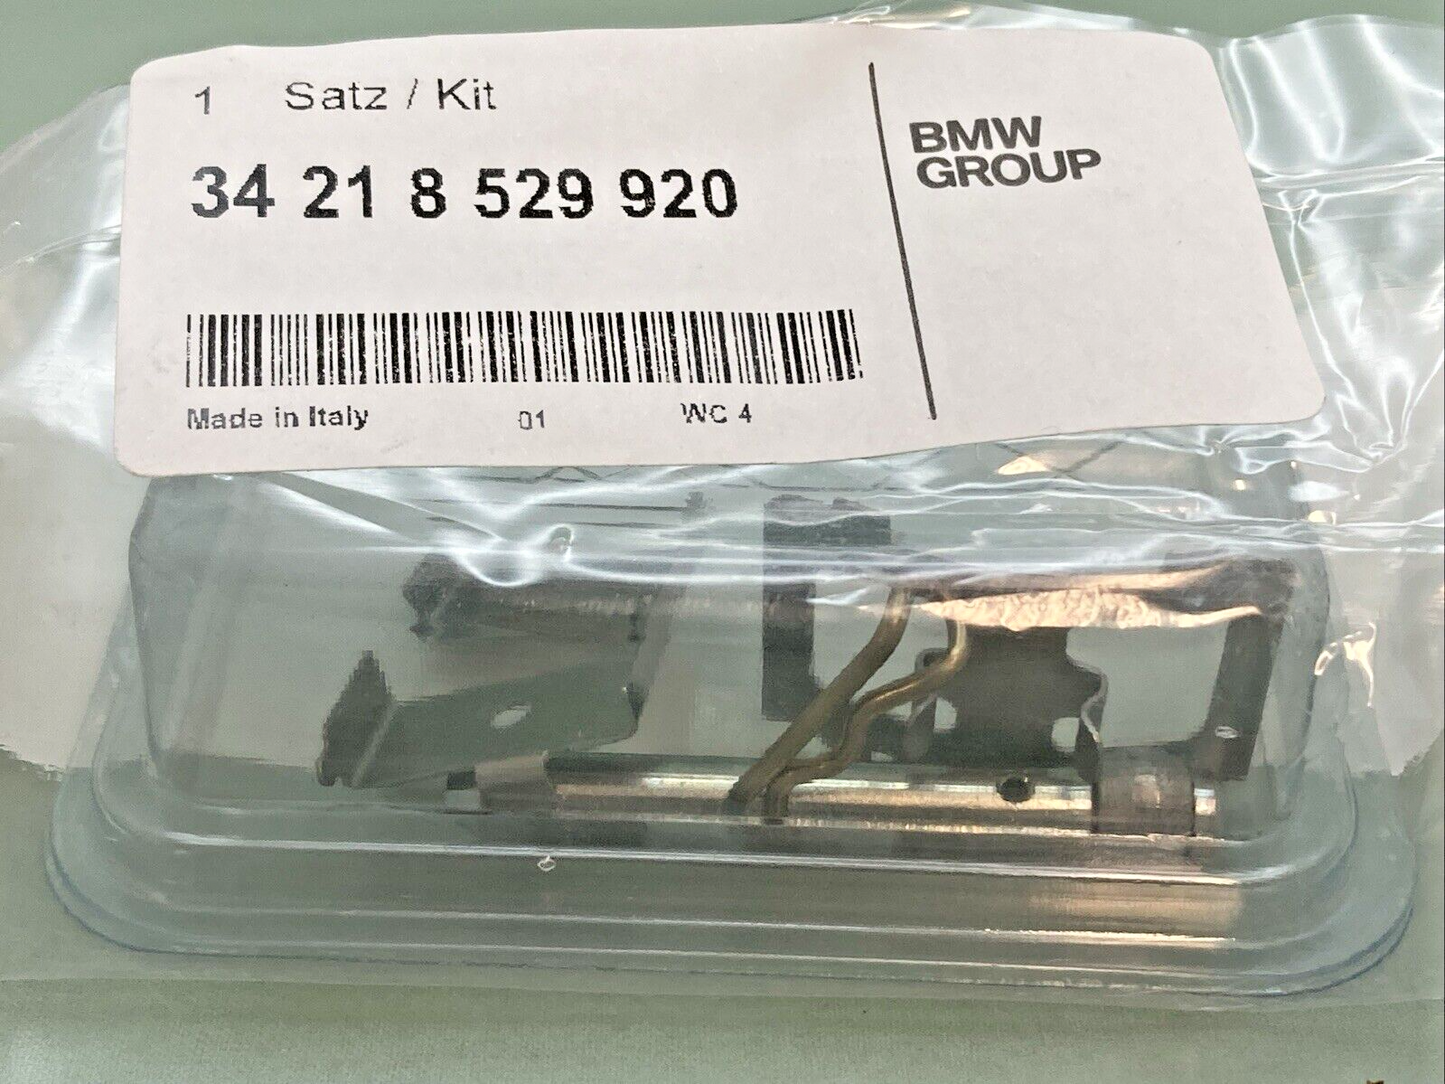 1 Satz / Kit
34 21 8 529 920
BMW
GROUP
Made in Italy 01 WC 4